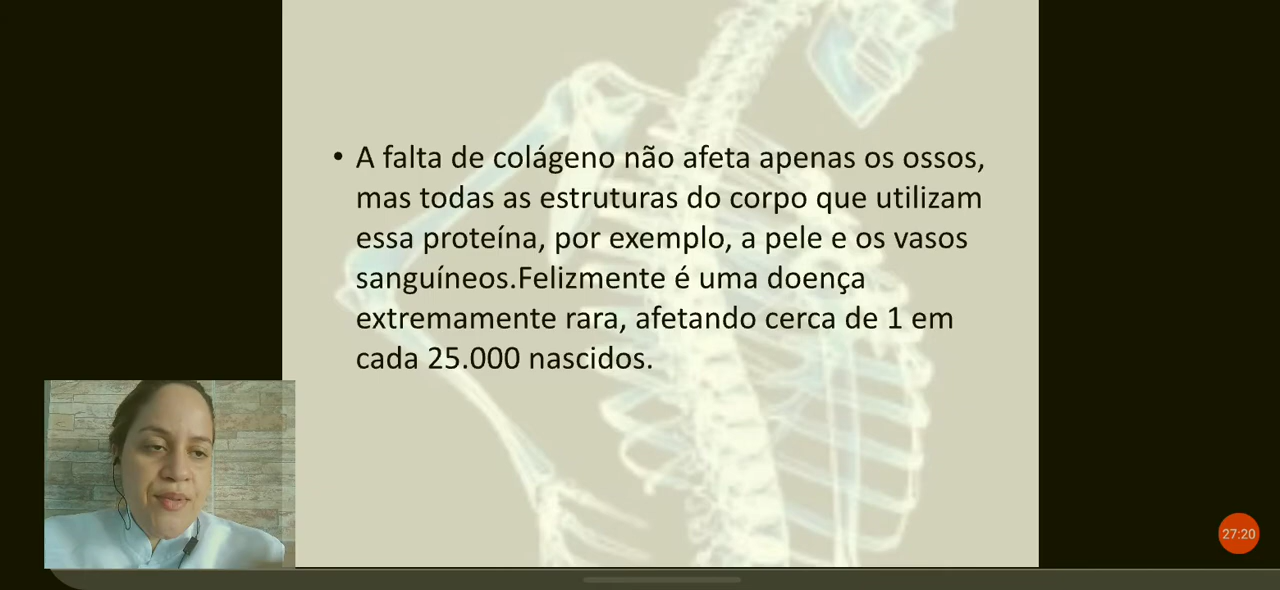 • A falta de colágeno não afeta apenas os ossos,
mas todas as estruturas do corpo que utilizam
essa proteína, por exemplo, a pele e os vasos
sanguíneos.Felizmente é uma doença
extremamente rara, afetando cerca de 1 em
cada 25.000 nascidos.
27:20